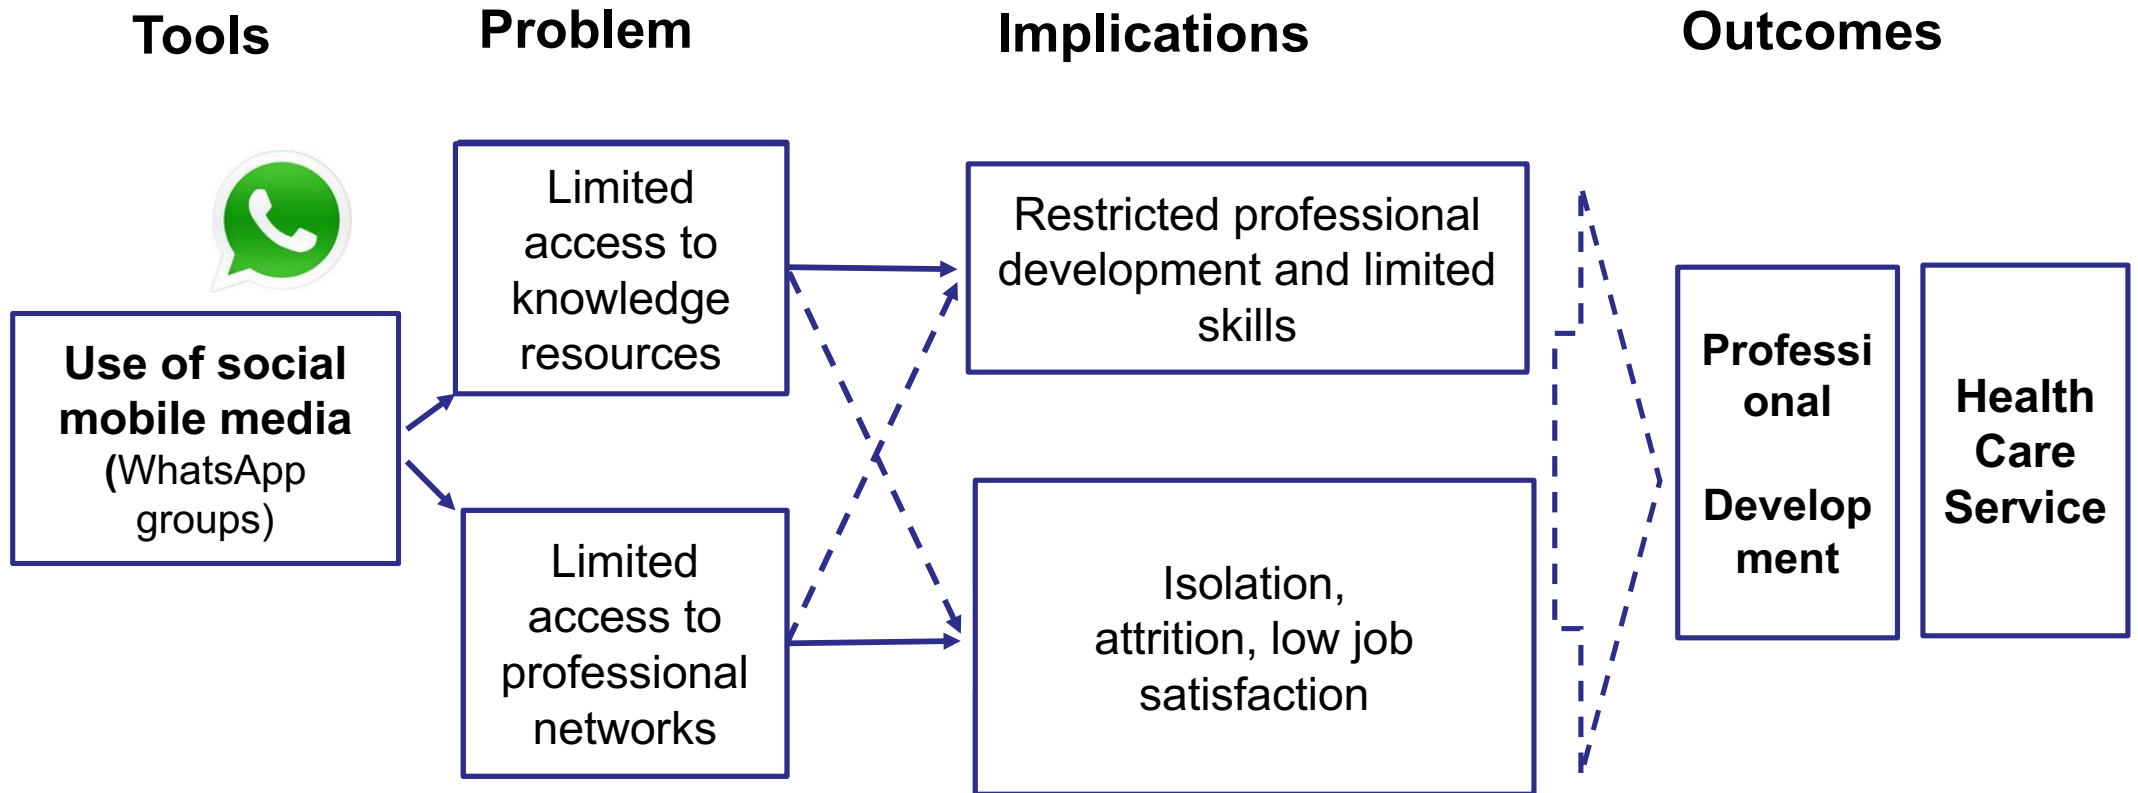 Tools
Problem
Implications
Outcomes
Use of social
mobile media
(WhatsApp
groups)
Limited
access to
knowledge
resources
Limited
access to
professional
networks
Restricted professional
development and limited
skills
Isolation,
attrition, low job
satisfaction
Professi
onal
Develop
ment
Health
Care
Service